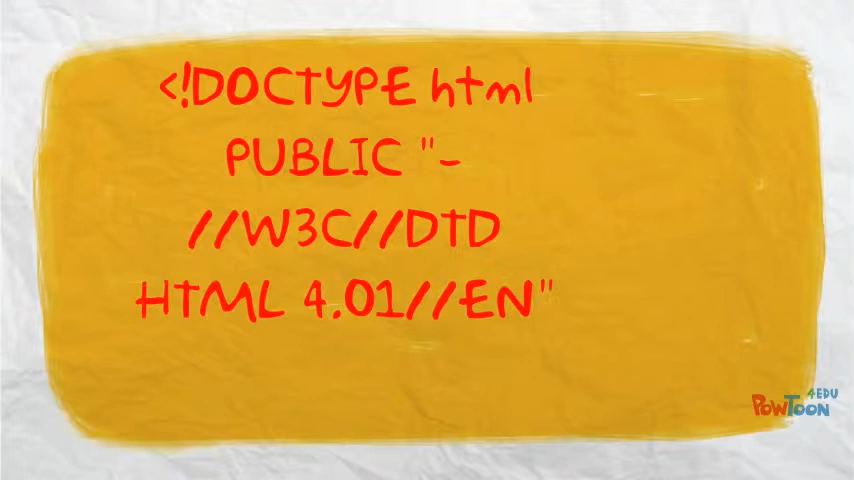 <!DOCTYPE html
PUBLIC "-
//W3C//DTD
HTML 4.01//EN"
4EDU
POWTOON